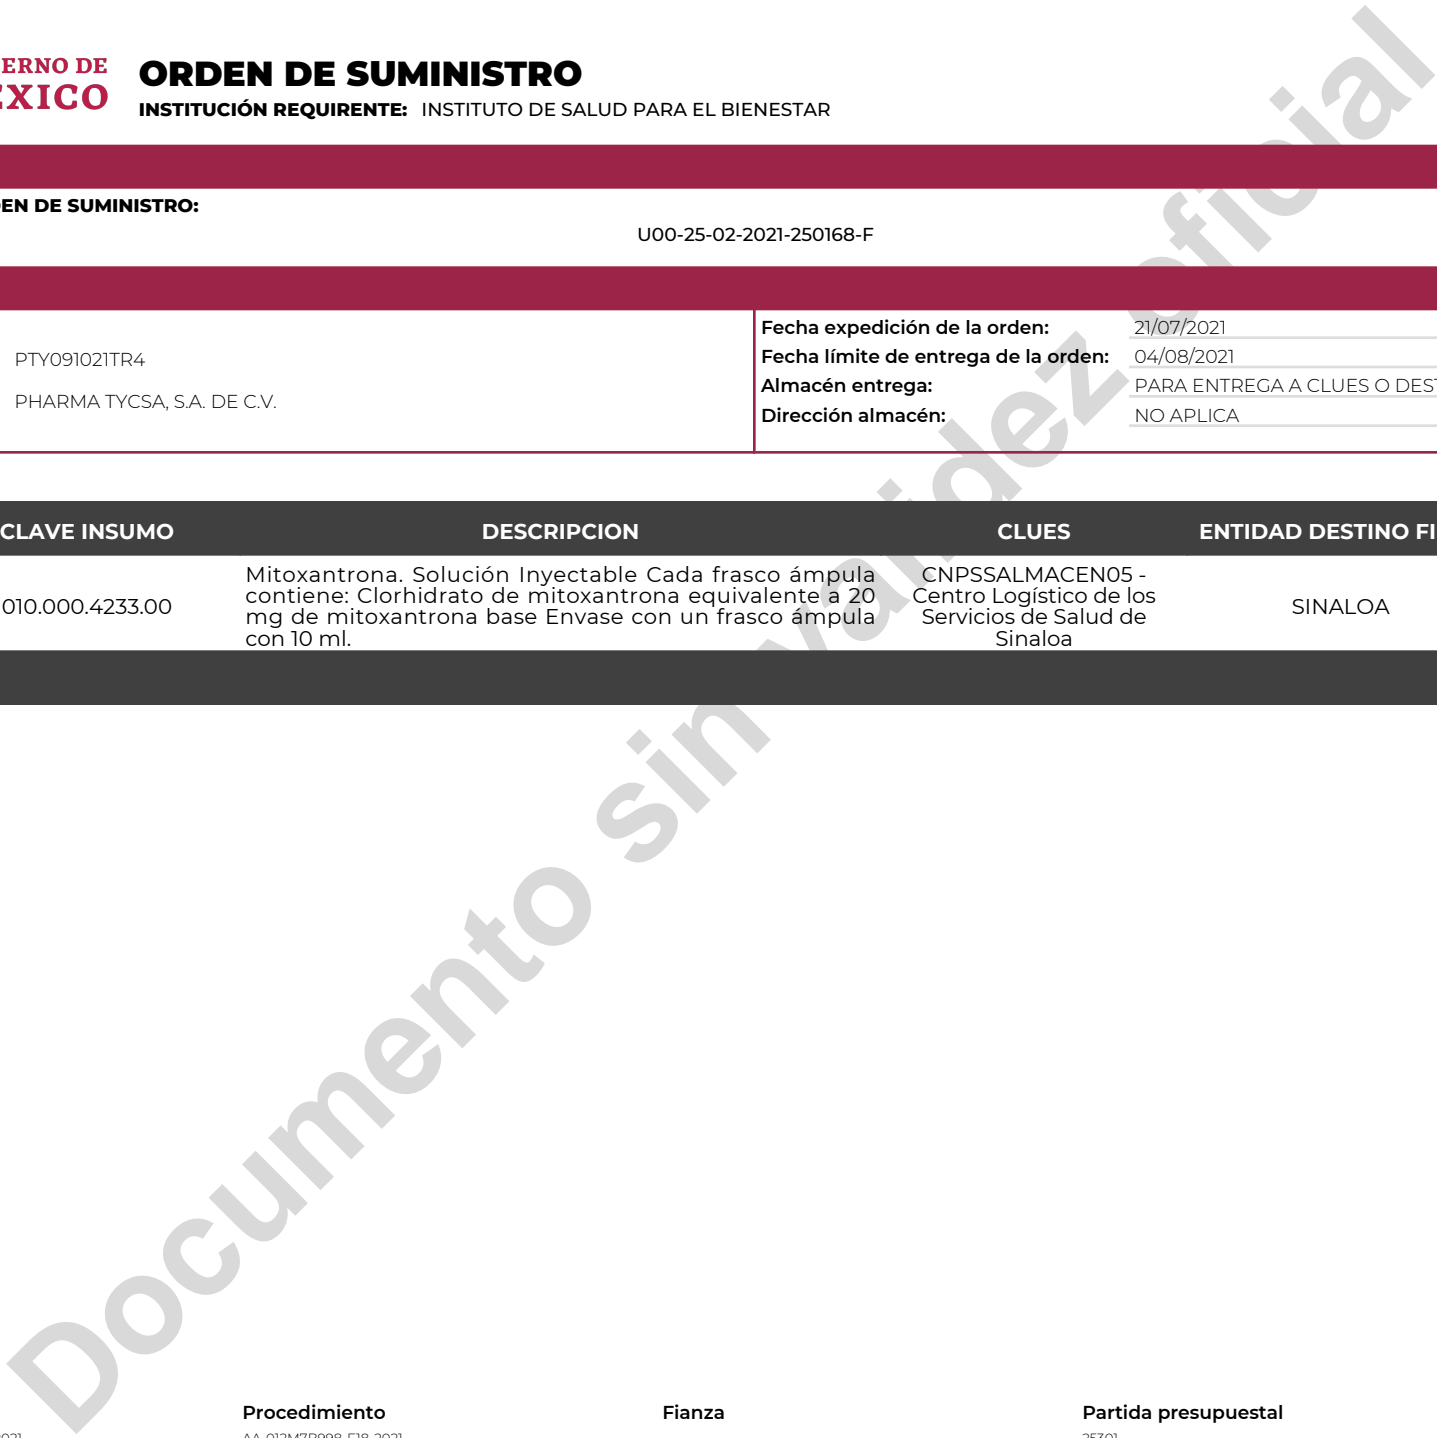 ERNO DE
EXICO
ORDEN DE SUMINISTRO
INSTITUCIÓN REQUIRENTE: INSTITUTO DE SALUD PARA EL BIENESTAR
EN DE SUMINISTRO:
U00-25-02-2021-250168-F
PTY091021TR4
PHARMA TYCSA, S.A. DE C.V.
Fecha expedición de la orden: 21/07/2021
Fecha límite de entrega de la orden: 04/08/2021
Almacén entrega: PARA ENTREGA A CLUES O DEST
Dirección almacén: NO APLICA
CLAVE INSUMO DESCRIPCION CLUES ENTIDAD DESTINO FI
010.000.4233.00
Mitoxantrona. Solución Inyectable Cada frasco ámpula
contiene: Clorhidrato de mitoxantrona equivalente a 20
mg de mitoxantrona base Envase con un frasco ámpula
con 10 ml.
CNPSSALMACEN05 -
Centro Logístico de los
Servicios de Salud de
Sinaloa
SINALOA
Documento sin validez oficial
Procedimiento Fianza Partida presupuestal